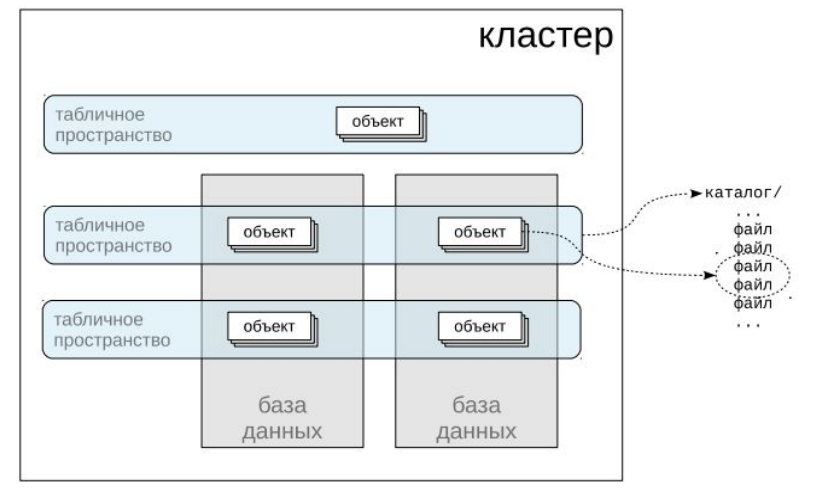 кластер
табличное
пространство
объект
табличное
пространство
объект
объект
табличное
пространство
объект
объект
база
данных
база
данных
каталог/
...
файл
файл
файл
файл
файл
...